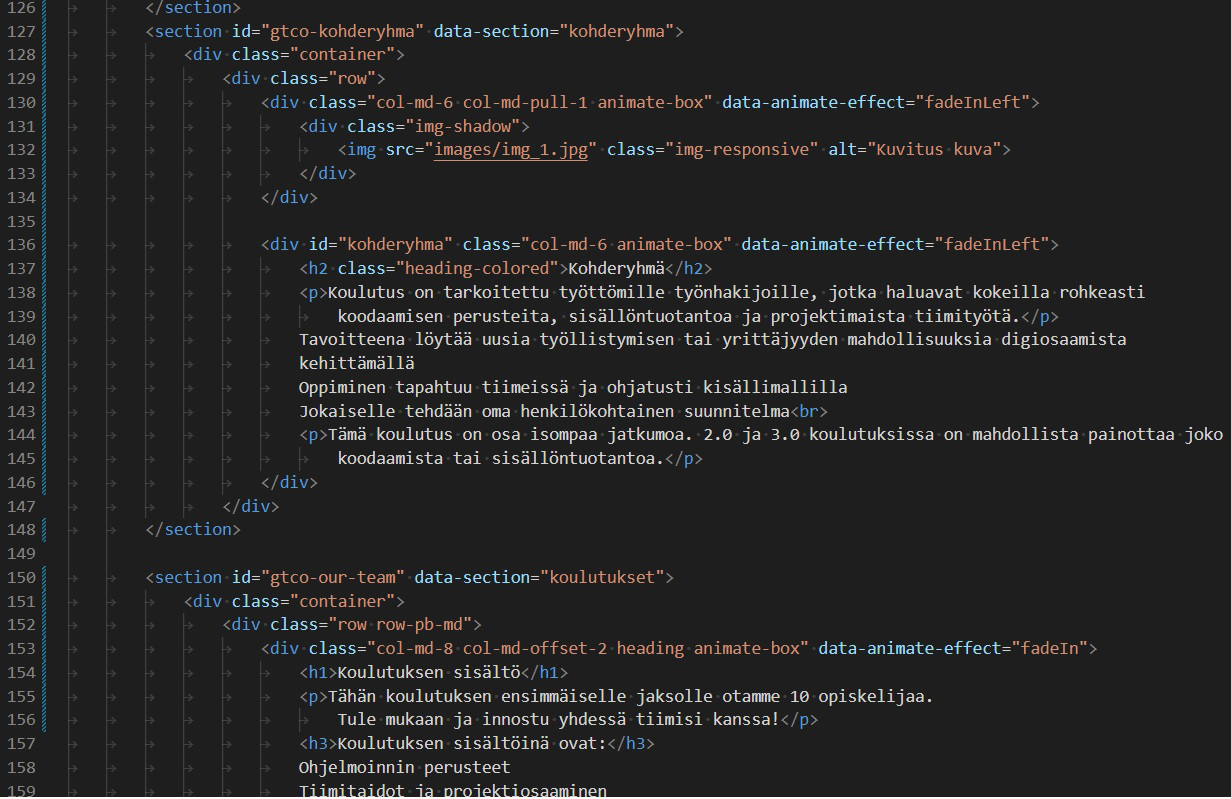 126 </section>
127 <section id="gtco-kohderyhma" data-section="kohderyhma">
128 <div class="container">
129 <div class="row">
130 <div class="col-md-6 col-md-pull-1 animate-box" data-animate-effect="fadeInLeft">
131 <div class="img-shadow">
132 <img src="images/img_1.jpg" class="img-responsive" alt="Kuvitus kuva">
133 </div>
134 </div>
135
136 <div id="kohderyhma" class="col-md-6 animate-box" data-animate-effect="fadeInLeft">
137 <h2 class="heading-colored">Kohderyhmä</h2>
138 <p>Koulutus on tarkoitettu työttömille työnhakijoille, jotka haluavat kokeilla rohkeasti
139 koodaamisen perusteita, sisällöntuotantoa ja projektimaista tiimityötä.</p>
140 Tavoitteena löytää uusia työllistymisen tai yrittäjyyden mahdollisuuksia digiosaamista
141 kehittämällä
142 Oppiminen tapahtuu tiimeissä ja ohjatusti kisällimallilla
143 Jokaiselle tehdään oma henkilökohtainen suunnitelma<br>
144 <p>Tämä koulutus on osa isompaa jatkumoa. 2.0 ja 3.0 koulutuksissa on mahdollista painottaa joko
145 koodaamista tai sisällöntuotantoa.</p>
146 </div>
147 </div>
148 </section>
149
150 <section id="gtco-our-team" data-section="koulutukset">
151 <div class="container">
152 <div class="row row-pb-md">
153 <div class="col-md-8 col-md-offset-2 heading animate-box" data-animate-effect="fadeIn">
154 <h1>Koulutuksen sisältö</h1>
155 <p>Tähän koulutuksen ensimmäiselle jaksolle otamme 10 opiskelijaa.
156 Tule mukaan ja innostu yhdessä tiimisi kanssa!</p>
157 <h3>Koulutuksen sisältöinä ovat:</h3>
158 Ohjelmoinnin perusteet
159 Tiimitaidot ja projektiosaaminen